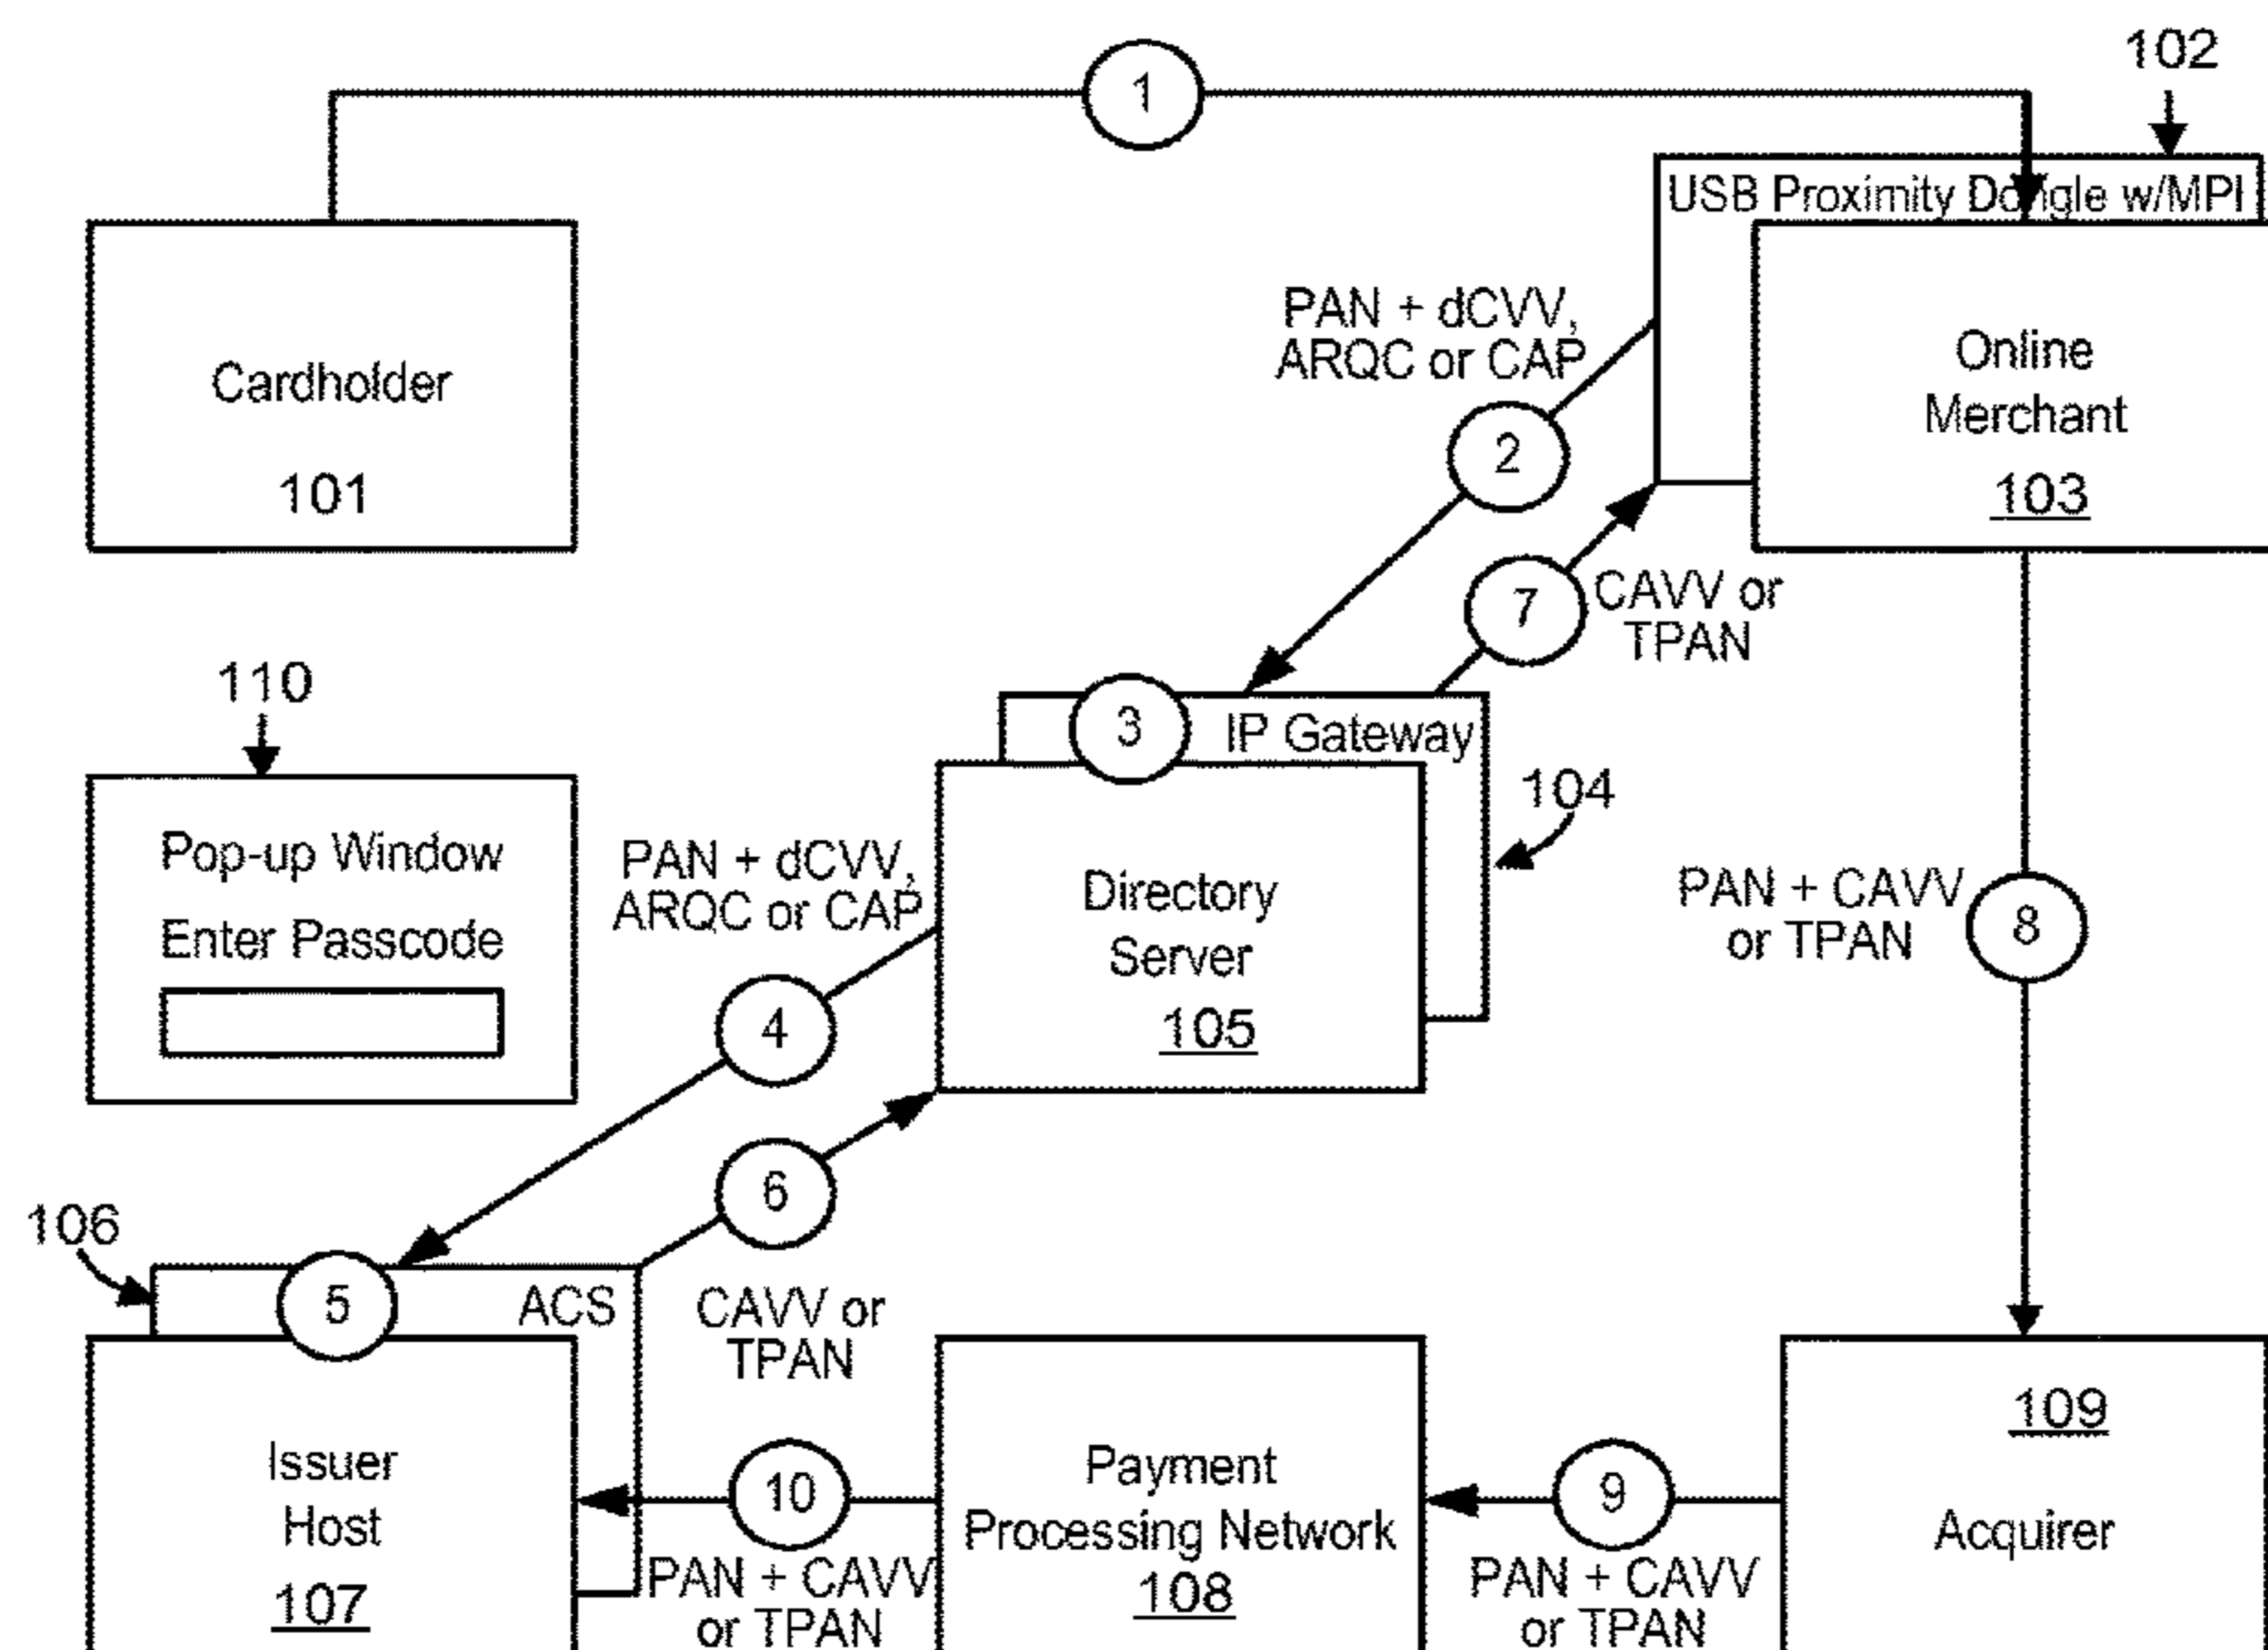 1
102
USB Proximity Dongle w/MPI
Cardholder
101
Online
Merchant
103
PAN + dCVV,
ARQC or CAP
2
7
CAVV or
TPAN
110
Pop-up Window
Enter Passcode
3
IP Gateway
104
Directory
Server
105
PAN + dCVV,
ARQC or CAP
4
PAN + CAVV
or TPAN
8
6
CAVV or
TPAN
106
5
ACS
Issuer
Host
107
10
PAN + CAVV
or TPAN
Payment
Processing Network
108
9
PAN + CAVV
or TPAN
109
Acquirer